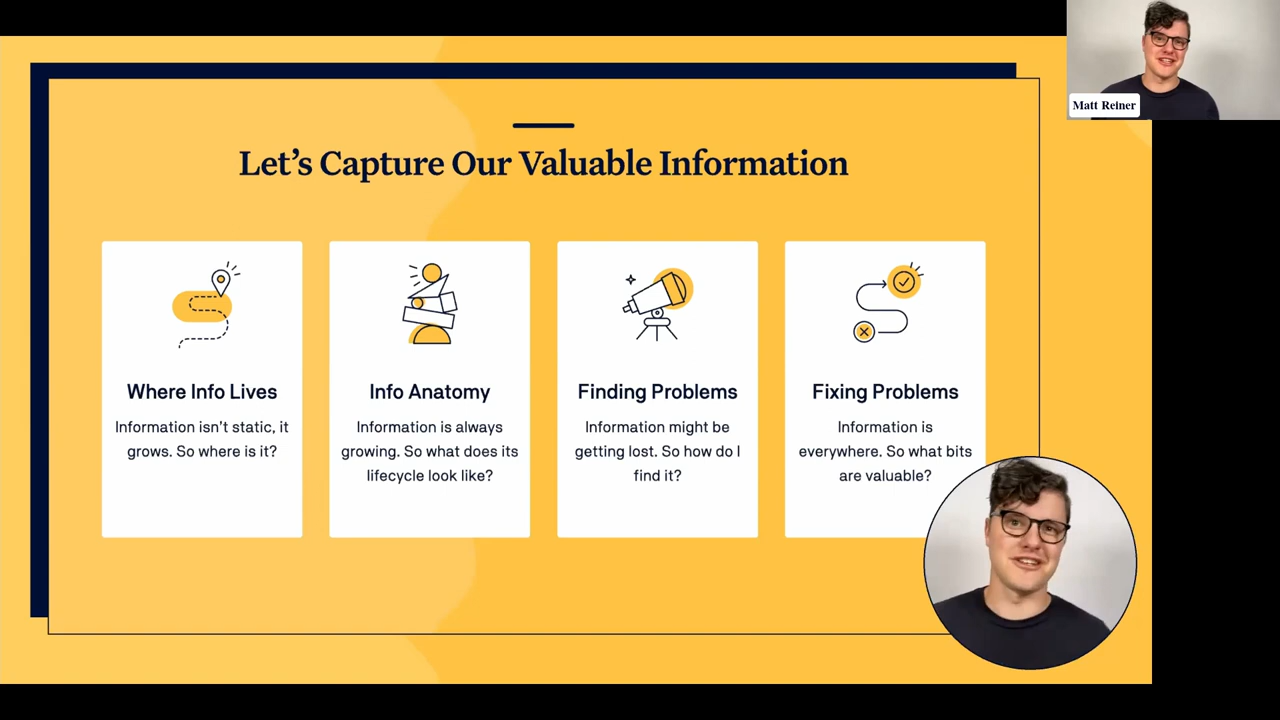 Matt Reiner
Let's Capture Our Valuable Information
Where Info Lives
Information isn't static, it
grows. So where is it?
Info Anatomy
Information is always
growing. So what does its
lifecycle look like?
Finding Problems
Information might be
getting lost. So how do I
find it?
Fixing Problems
Information is
everywhere. So what bits
are valuable?